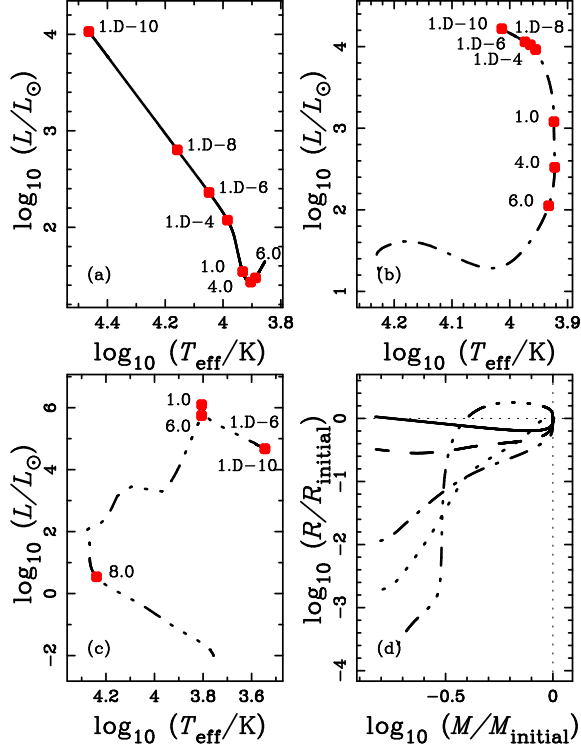 4
3
2
log10 (L/L⊙)
1.D−10
1.D−8
1.D−6
1.D−4
1.0
4.0
6.0
(a)
4.4 4.2 4 3.8
log10 (Teff/K)
4
3
2
1
log10 (L/L⊙)
1.D−10
1.D−8
1.D−6
1.D−4
1.0
4.0
6.0
(b)
4.2 4.1 4 3.9
log10 (Teff/K)
6
4
2
0
−2
log10 (L/L⊙)
1.0
6.0
1.D−6
1.D−10
8.0
(c)
4.2 4 3.8 3.6
log10 (Teff/K)
0
−1
−2
−3
−4
log10 (R/Rinitial)
(d)
−0.5 0
log10 (M/Minitial)